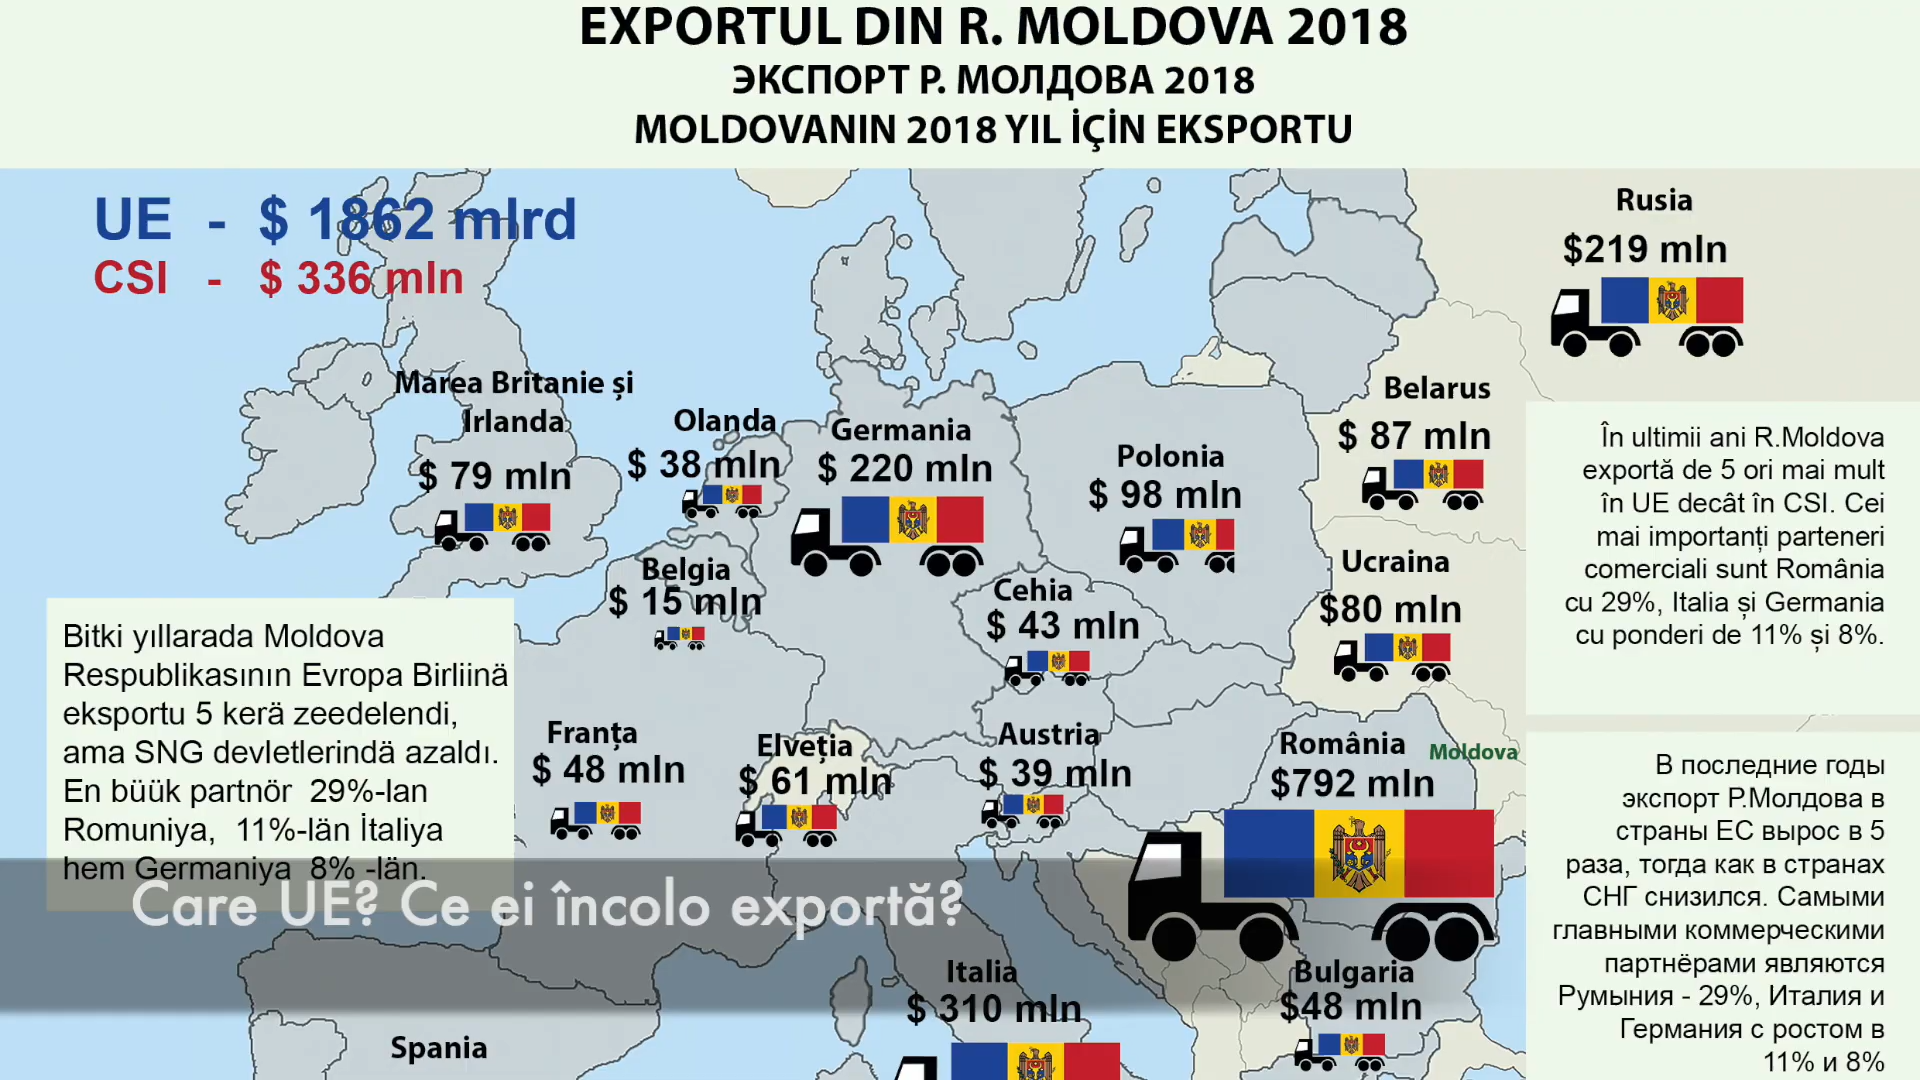 EXPORTUL DIN R. MOLDOVA 2018
ЭКСПОРТ Р. МОЛДОВА 2018
MOLDOVANIN 2018 YIL İÇİN EKSPORTU
UE - $ 1862 mlrd
CSI - $ 336 mln
Rusia
$219 mln
Marea Britanie și
Irlanda
$ 79 mln
Olanda
$ 38 mln
Germania
$ 220 mln
Polonia
$ 98 mln
Belarus
$ 87 mln
Belgia
$ 15 mln
Cehia
$ 43 mln
Ucraina
$80 mln
Franța
$ 48 mln
Elveția
$ 61 mln
Austria
$ 39 mln
România
$792 mln
Moldova
Italia
$ 310 mln
Bulgaria
$48 mln
Spania
În ultimii ani R.Moldova
exportă de 5 ori mai mult
în UE decât în CSI. Cei
mai importanți parteneri
comerciali sunt România
cu 29%, Italia și Germania
cu ponderi de 11% și 8%.
Bitki yıllarada Moldova
Respublikasının Evropa Birliinä
eksportu 5 kerä zeedelendi,
ama SNG devletlerindä azaldı.
En büük partnör 29%-lan
Romuniya, 11%-län İtaliya
hem Germaniya 8% -län.
В последние годы
экспорт Р.Молдова в
страны ЕС вырос в 5
раза, тогда как в странах
СНГ снизился. Самыми
главными коммерческими
партнёрами являются
Румыния - 29%, Италия и
Германия с ростом в
11% и 8%
Care UE? Ce ei încolo exportă?